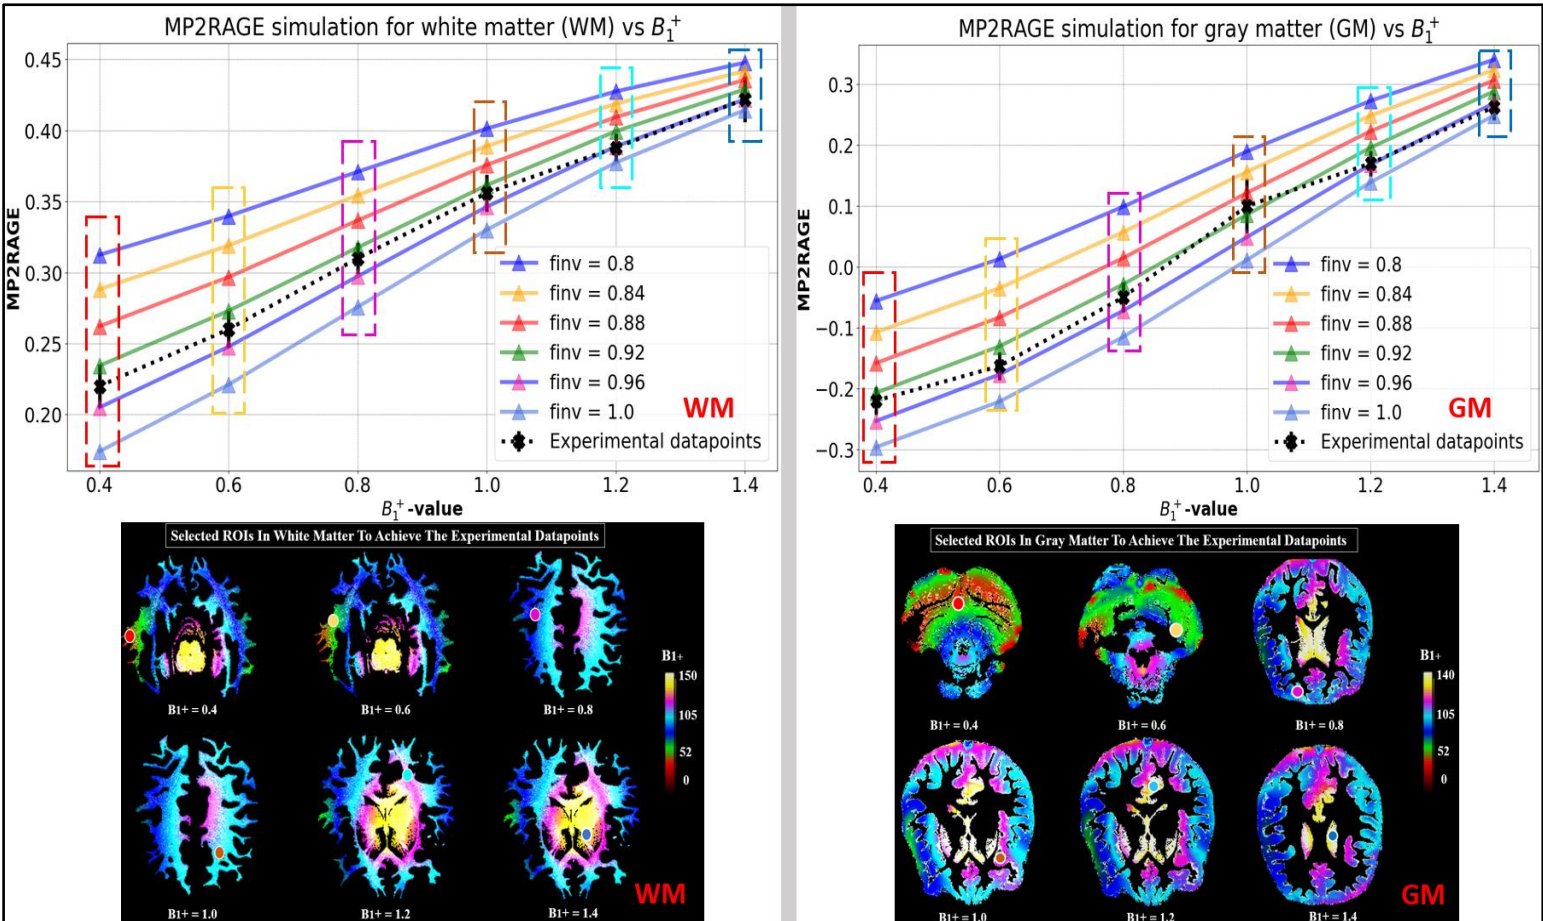 MP2RAGE simulation for white matter (WM) vs B₁⁺
MP2RAGE
0.45
0.40
0.35
0.30
0.25
0.20
finv = 0.8
finv = 0.84
finv = 0.88
finv = 0.92
finv = 0.96
finv = 1.0
Experimental datapoints
WM
0.4 0.6 0.8 1.0 1.2 1.4
B₁⁺-value
Selected ROIs In White Matter To Achieve The Experimental Datapoints
B1+ = 0.4 B1+ = 0.6 B1+ = 0.8
B1+
150
105
52
0
B1+ = 1.0 B1+ = 1.2 B1+ = 1.4
WM
MP2RAGE simulation for gray matter (GM) vs B₁⁺
MP2RAGE
0.3
0.2
0.1
0.0
−0.1
−0.2
−0.3
finv = 0.8
finv = 0.84
finv = 0.88
finv = 0.92
finv = 0.96
finv = 1.0
Experimental datapoints
GM
0.4 0.6 0.8 1.0 1.2 1.4
B₁⁺-value
Selected ROIs In Gray Matter To Achieve The Experimental Datapoints
B1+ = 0.4 B1+ = 0.6 B1+ = 0.8
B1+
140
105
52
0
B1+ = 1.0 B1+ = 1.2 B1+ = 1.4
GM